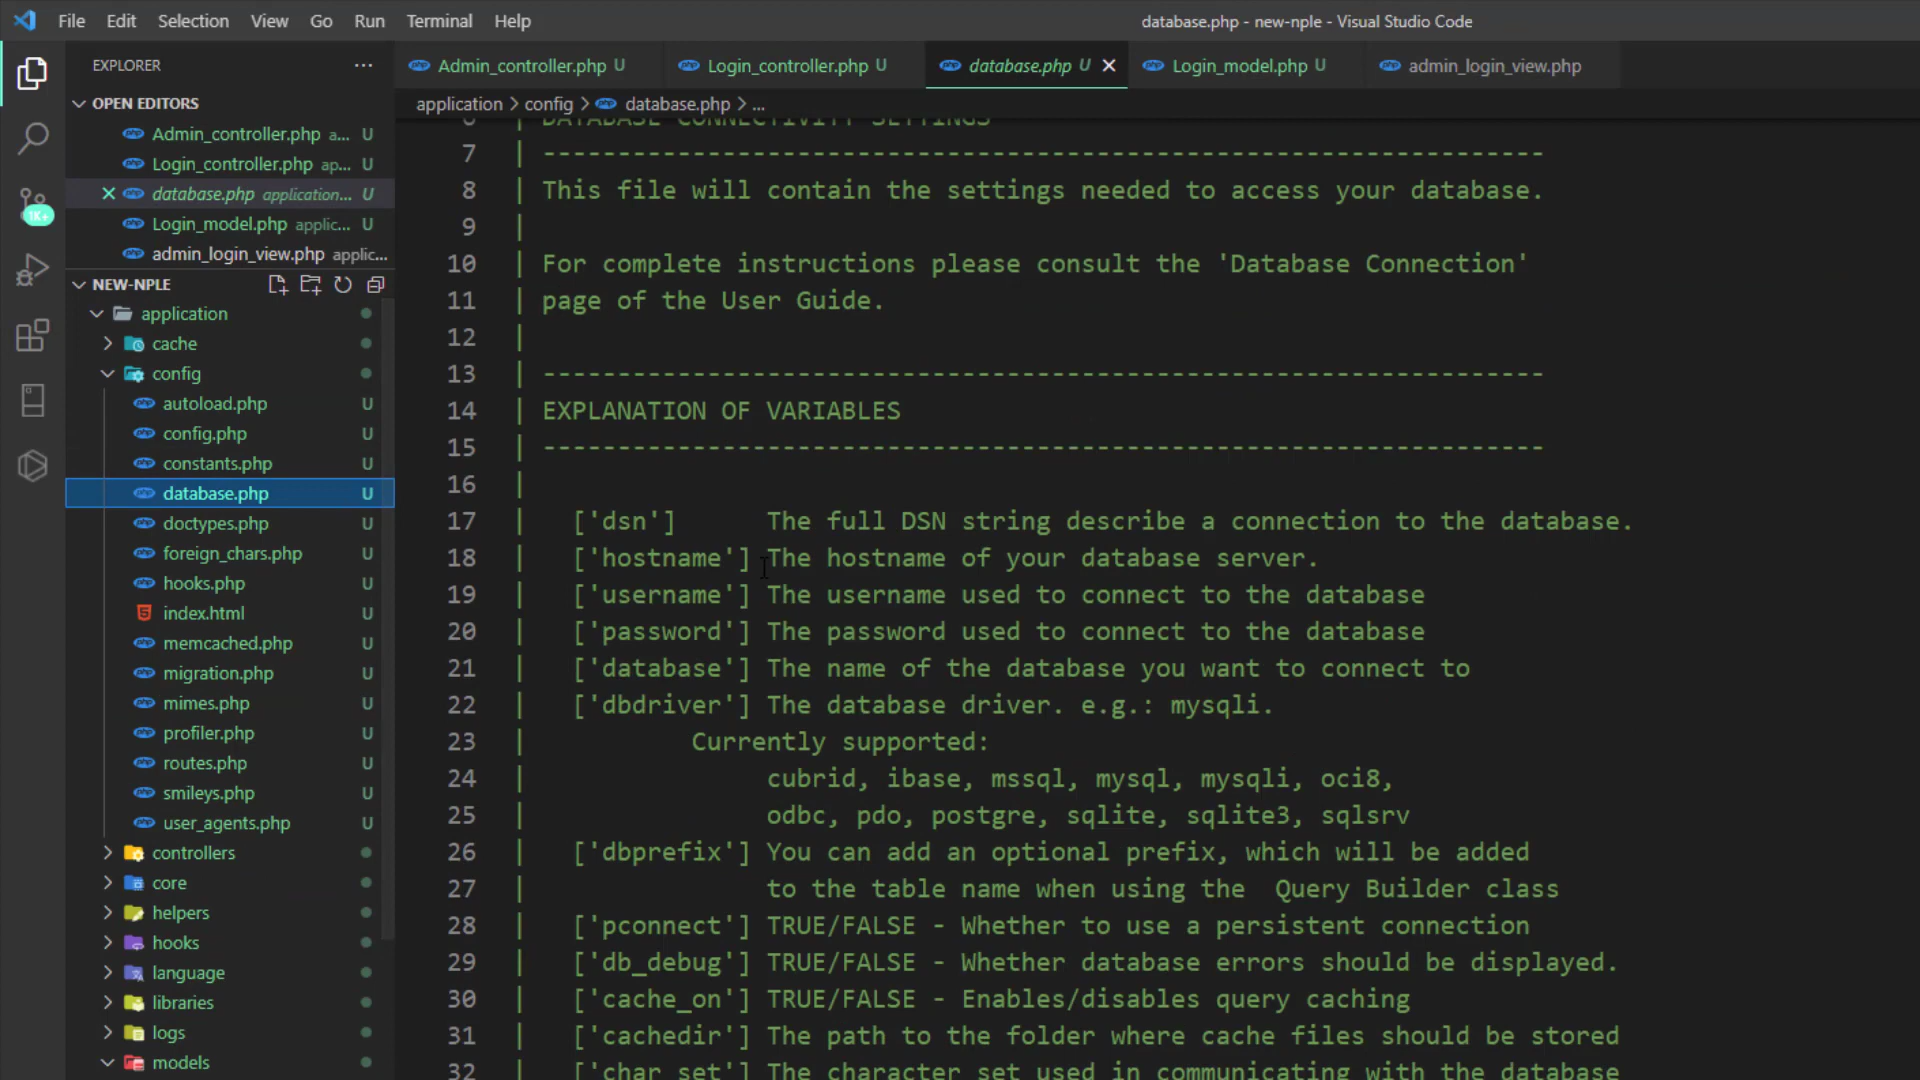 File Edit Selection View Go Run Terminal Help database.php - new-nple - Visual Studio Code
EXPLORER ...
Admin_controller.php U Login_controller.php U database.php U Login_model.php U admin_login_view.php
OPEN EDITORS
application > config > database.php > ...
Admin_controller.php a... U
Login_controller.php ap... U
database.php application... U
Login_model.php applic... U
admin_login_view.php applic...
NEW-NPLE
application
cache
config
autoload.php U
config.php U
constants.php U
database.php U
doctypes.php U
foreign_chars.php U
hooks.php U
index.html U
memcached.php U
migration.php U
mimes.php U
profiler.php U
routes.php U
smileys.php U
user_agents.php U
controllers
core
helpers
hooks
language
libraries
logs
models
1K+
6 | DATABASE CONNECTIVITY SETTINGS
7 | -------------------------------------------------------------------
8 | This file will contain the settings needed to access your database.
9 |
10 | For complete instructions please consult the 'Database Connection'
11 | page of the User Guide.
12 |
13 | -------------------------------------------------------------------
14 | EXPLANATION OF VARIABLES
15 | -------------------------------------------------------------------
16 |
17 | ['dsn'] The full DSN string describe a connection to the database.
18 | ['hostname'] The hostname of your database server.
19 | ['username'] The username used to connect to the database
20 | ['password'] The password used to connect to the database
21 | ['database'] The name of the database you want to connect to
22 | ['dbdriver'] The database driver. e.g.: mysqli.
23 | Currently supported:
24 | cubrid, ibase, mssql, mysql, mysqli, oci8,
25 | odbc, pdo, postgre, sqlite, sqlite3, sqlsrv
26 | ['dbprefix'] You can add an optional prefix, which will be added
27 | to the table name when using the  Query Builder class
28 | ['pconnect'] TRUE/FALSE - Whether to use a persistent connection
29 | ['db_debug'] TRUE/FALSE - Whether database errors should be displayed.
30 | ['cache_on'] TRUE/FALSE - Enables/disables query caching
31 | ['cachedir'] The path to the folder where cache files should be stored
32 | ['char_set'] The character set used in communicating with the database